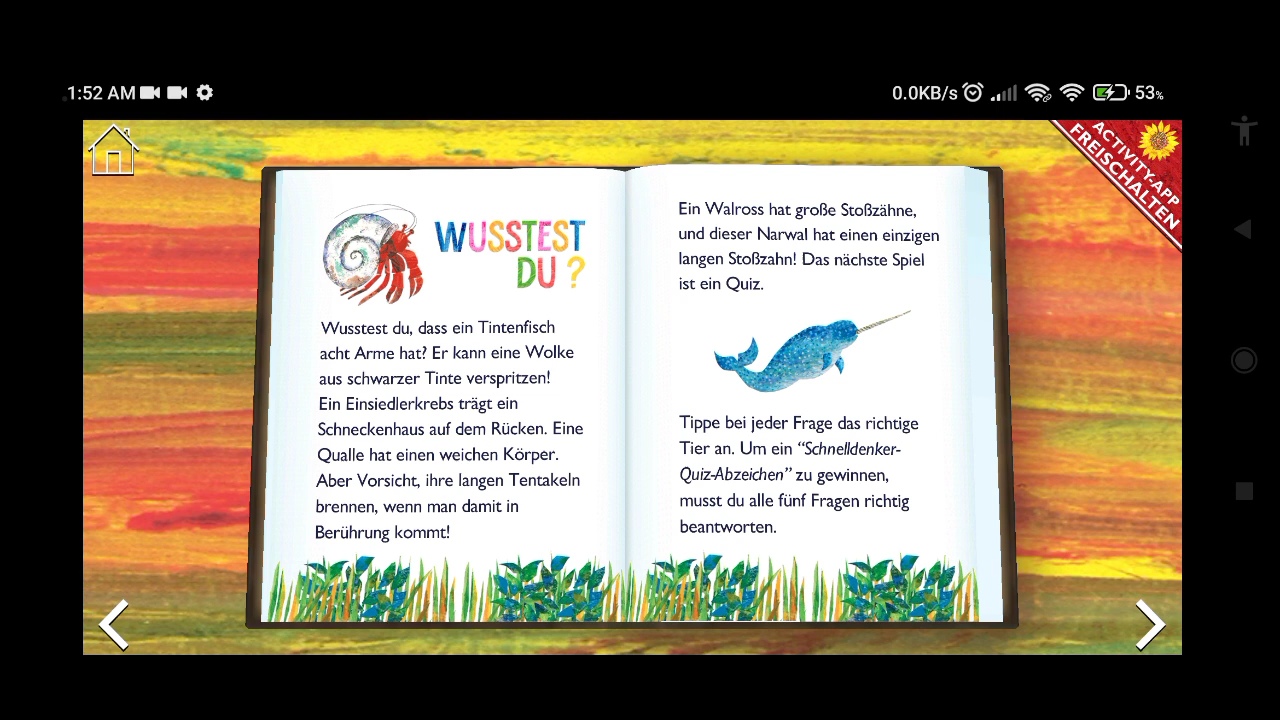 1:52 AM
0.0KB/s
53%
ACTIVITY-APP
FREISCHALTEN
WUSSTEST
DU ?
Wusstest du, dass ein Tintenfisch
acht Arme hat? Er kann eine Wolke
aus schwarzer Tinte verspritzen!
Ein Einsiedlerkrebs trägt ein
Schneckenhaus auf dem Rücken. Eine
Qualle hat einen weichen Körper.
Aber Vorsicht, ihre langen Tentakeln
brennen, wenn man damit in
Berührung kommt!
Ein Walross hat große Stoßzähne,
und dieser Narwal hat einen einzigen
langen Stoßzahn! Das nächste Spiel
ist ein Quiz.
Tippe bei jeder Frage das richtige
Tier an. Um ein “Schnelldenker-
Quiz-Abzeichen” zu gewinnen,
musst du alle fünf Fragen richtig
beantworten.